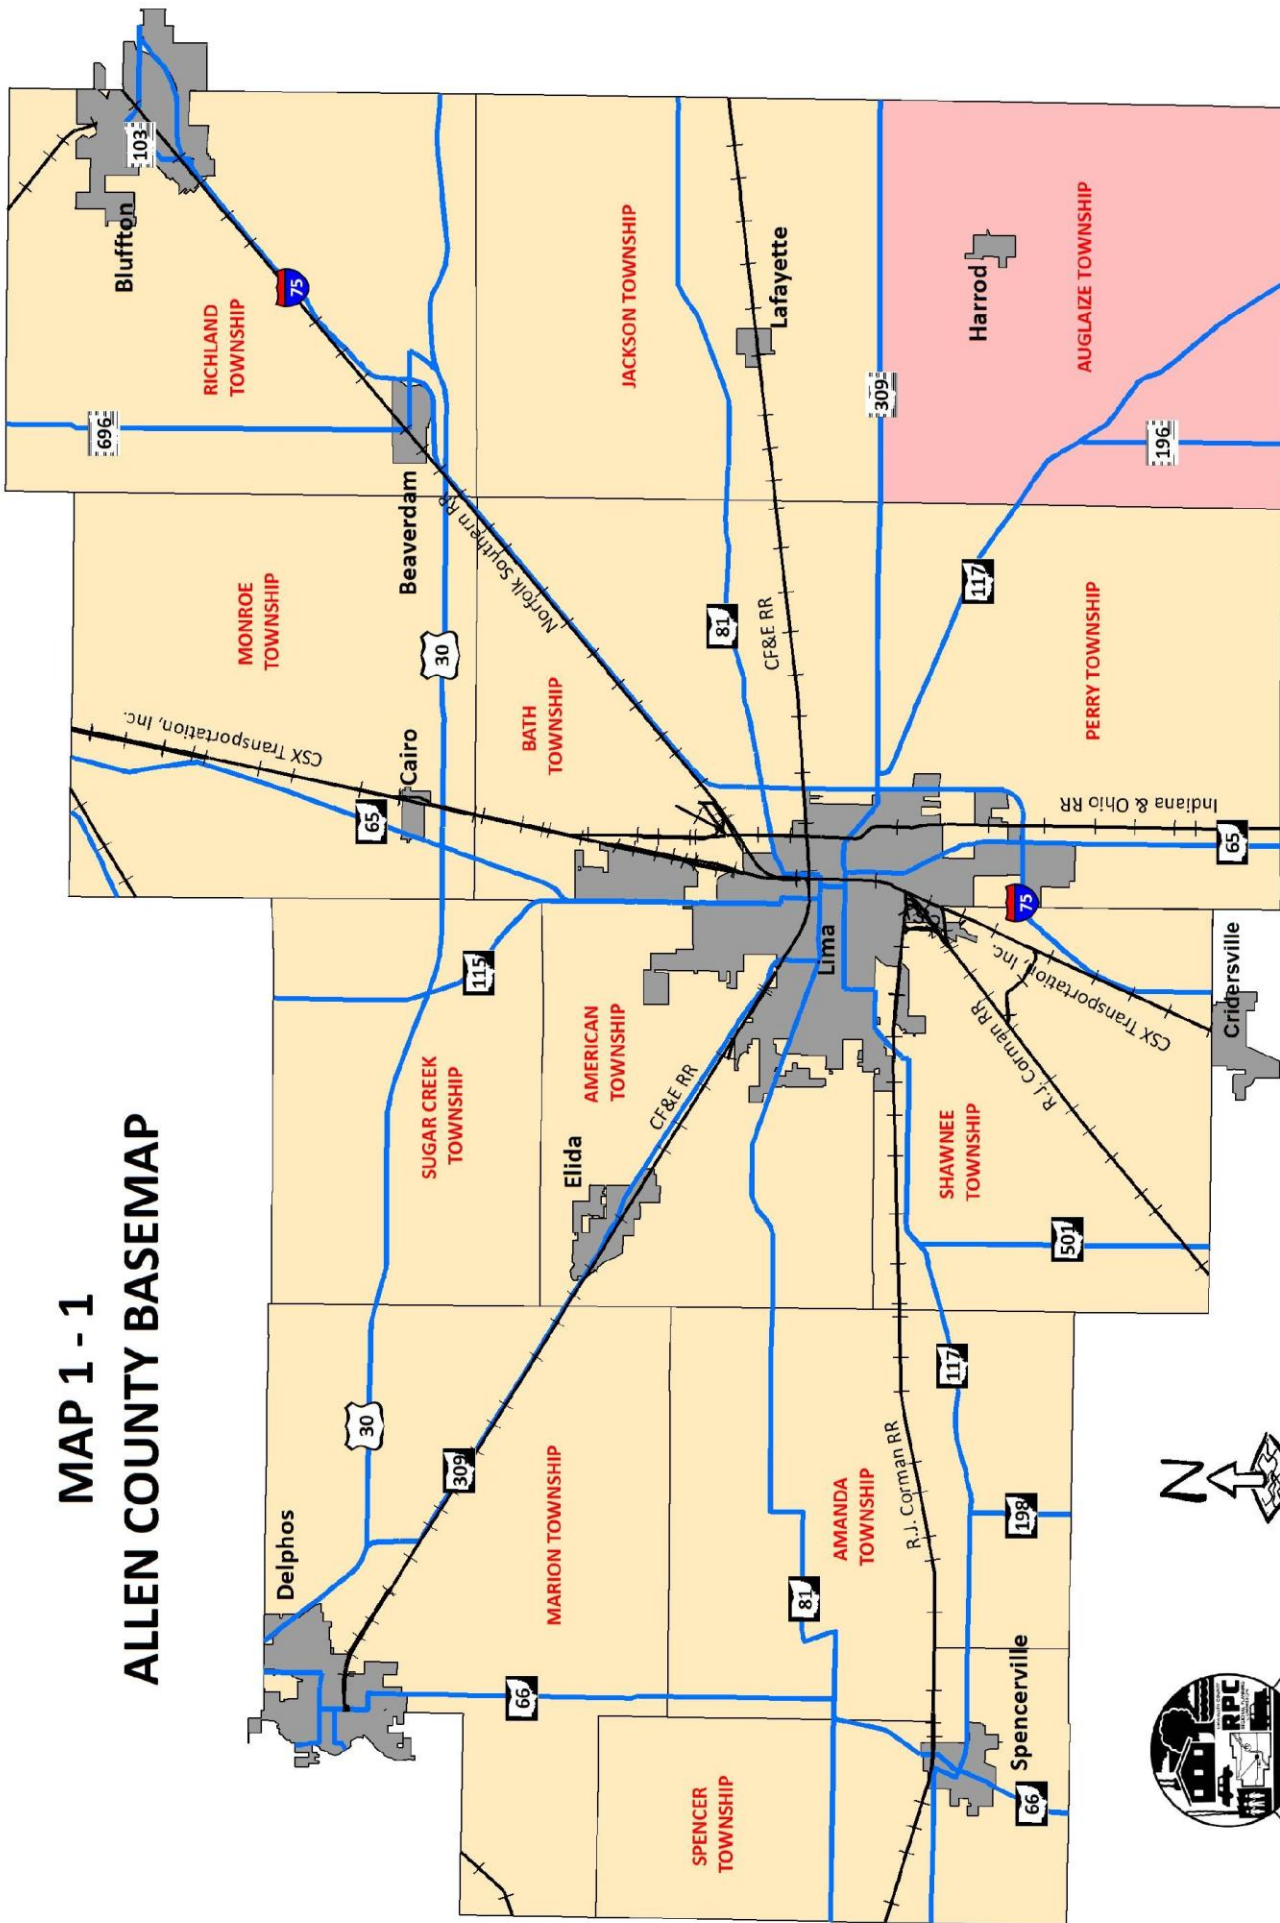 MAP 1 - 1
ALLEN COUNTY BASEMAP
Bluffton
103
RICHLAND
TOWNSHIP
75
696
Beaverdam
MONROE
TOWNSHIP
CSX Transportation, Inc.
Cairo
65
30
Norfolk Southern RR
BATH
TOWNSHIP
JACKSON TOWNSHIP
Lafayette
81
CF&E RR
309
Harrod
AUGLAIZE TOWNSHIP
196
117
PERRY TOWNSHIP
Indiana & Ohio RR
65
75
Lima
115
SUGAR CREEK
TOWNSHIP
AMERICAN
TOWNSHIP
CF&E RR
Elida
Cridersville
CSX Transportation, Inc.
R.J. Corman RR
SHAWNEE
TOWNSHIP
501
117
30
309
Delphos
MARION TOWNSHIP
66
AMANDA
TOWNSHIP
R.J. Corman RR
81
198
Spencerville
SPENCER
TOWNSHIP
66
N
RPC